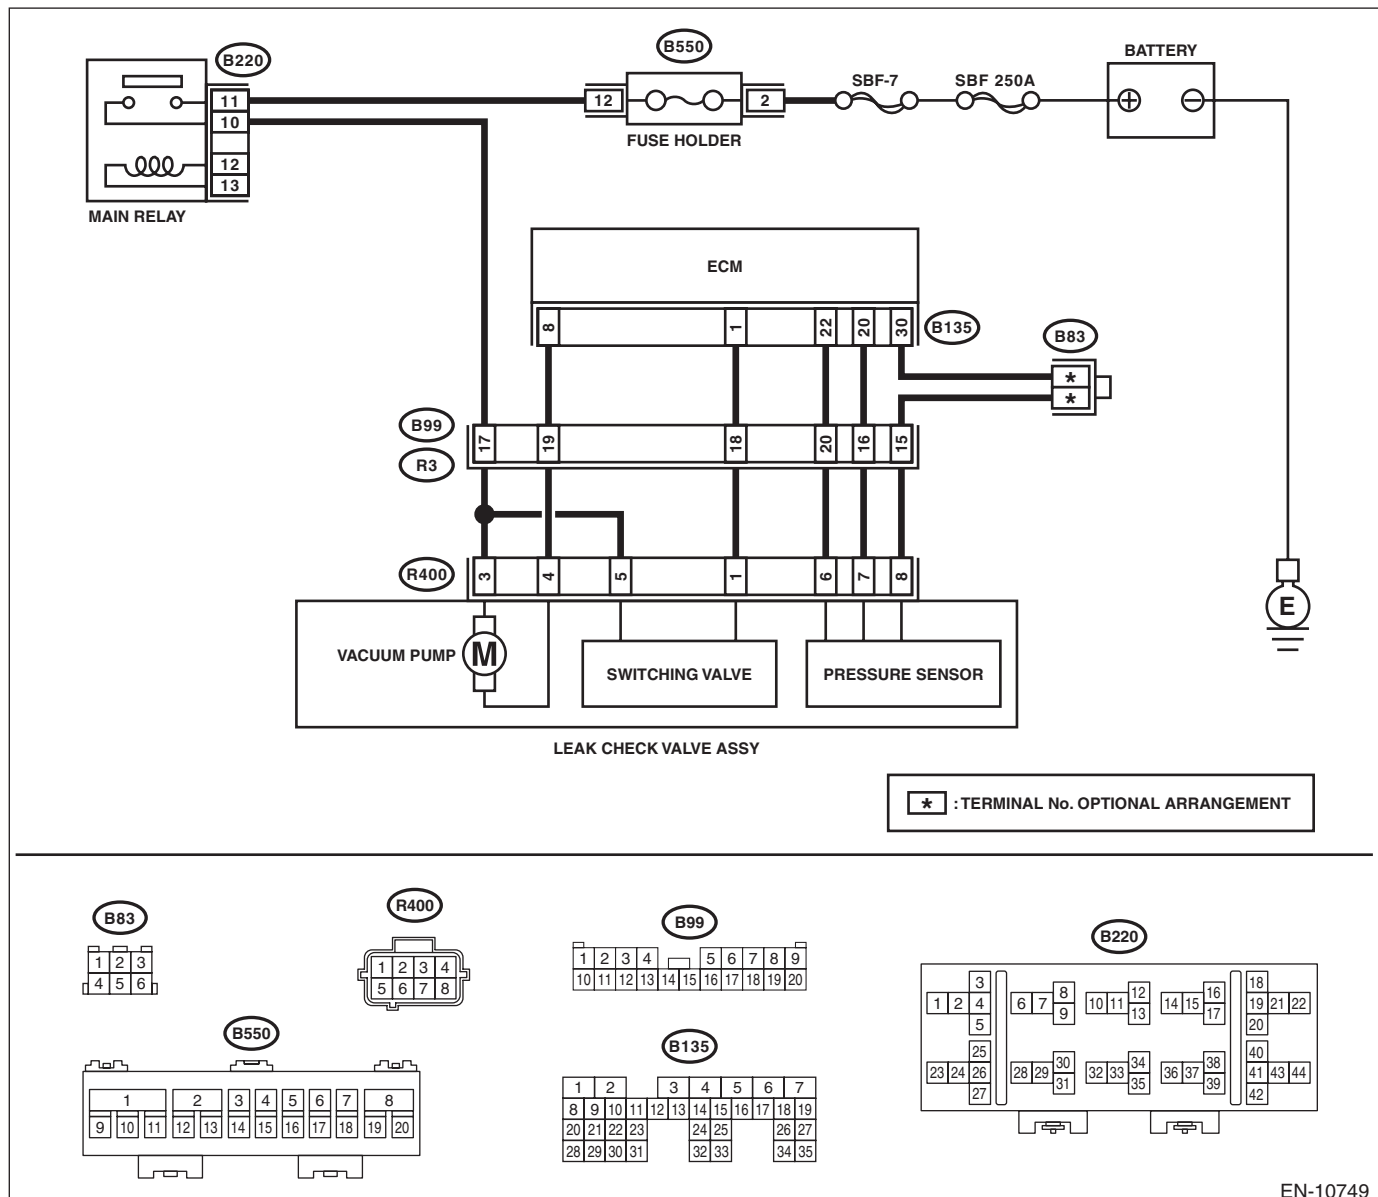 B220
B550
BATTERY
SBF-7
SBF 250A
11
10
12
13
12
2
FUSE HOLDER
MAIN RELAY
ECM
8 1 22 20 30
B135
B83
*
*
B99
17 19 18 20 16 15
R3
R400
3 4 5 1 6 7 8
E
VACUUM PUMP
M
SWITCHING VALVE
PRESSURE SENSOR
LEAK CHECK VALVE ASSY
* : TERMINAL No. OPTIONAL ARRANGEMENT
B83
1 2 3
4 5 6
R400
1 2 3 4
5 6 7 8
B99
1 2 3 4 5 6 7 8 9
10 11 12 13 14 15 16 17 18 19 20
B220
3 8 12 16 18
1 2 4 6 7 10 11 14 15 19 21 22
5 9 13 17 20
25 30 34 38 40
23 24 26 28 29 32 33 36 37 41 43 44
27 31 35 39 42
B550
1 2 3 4 5 6 7 8
9 10 11 12 13 14 15 16 17 18 19 20
B135
1 2 3 4 5 6 7
8 9 10 11 12 13 14 15 16 17 18 19
20 21 22 23 24 25 26 27
28 29 30 31 32 33 34 35
EN-10749